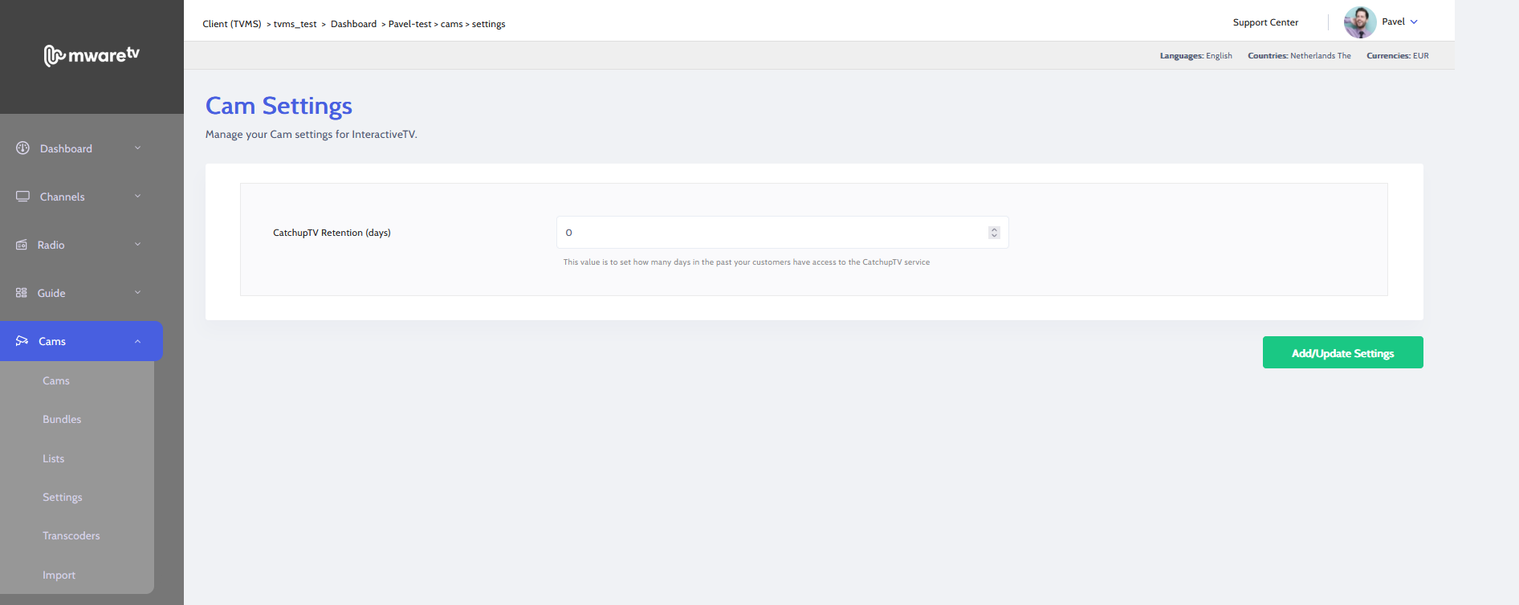 mwaretv
Client (TVMS) > tvms_test > Dashboard > Pavel-test > cams > settings
Support Center
Pavel
Languages: English Countries: Netherlands The Currencies: EUR
Cam Settings
Manage your Cam settings for InteractiveTV.
Dashboard
Channels
Radio
Guide
Cams
Cams
Bundles
Lists
Settings
Transcoders
Import
CatchupTV Retention (days)
0
This value is to set how many days in the past your customers have access to the CatchupTV service
Add/Update Settings